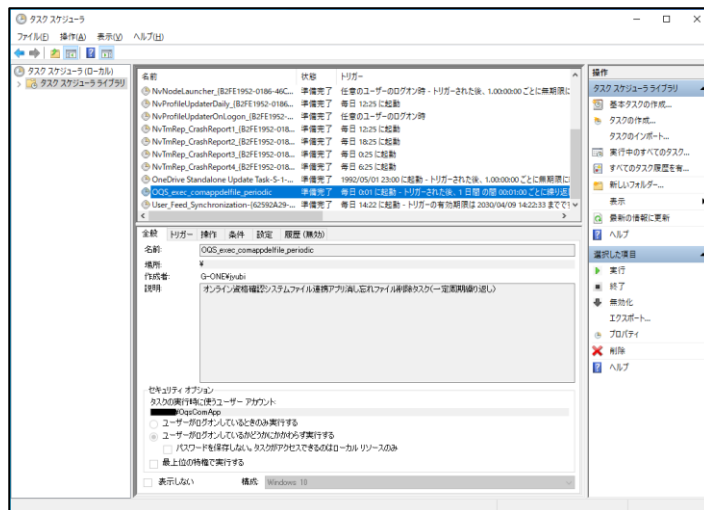 タスク スケジューラ
ファイル(F) 操作(A) 表示(V) ヘルプ(H)
タスク スケジューラ (ローカル)
タスク スケジューラ ライブラリ
名前 状態 トリガー
NvNodeLauncher_{B2FE1952-0186-46C... 準備完了 任意のユーザーのログオン時 - トリガーされた後、1.00:00:00 ごとに無期限に
NvProfileUpdaterDaily_{B2FE1952-0186... 準備完了 毎日 12:25 に起動
NvProfileUpdaterOnLogon_{B2FE1952-... 準備完了 任意のユーザーのログオン時
NvTmRep_CrashReport1_{B2FE1952-018... 準備完了 毎日 12:25 に起動
NvTmRep_CrashReport2_{B2FE1952-018... 準備完了 毎日 18:25 に起動
NvTmRep_CrashReport3_{B2FE1952-018... 準備完了 毎日 0:25 に起動
NvTmRep_CrashReport4_{B2FE1952-018... 準備完了 毎日 6:25 に起動
OneDrive Standalone Update Task-S-1-... 準備完了 1992/05/01 23:00 に起動 - トリガーされた後、1.00:00:00 ごとに無期限に
OQS_exec_comappdelfile_periodic 準備完了 毎日 0:01 に起動 - トリガーされた後、1 日間 の間 00:01:00 ごとに繰り返し
User_Feed_Synchronization-{62592A29-... 準備完了 毎日 14:22 に起動 - トリガーの有効期限は 2030/04/09 14:22:33 までです
全般 トリガー 操作 条件 設定 履歴 (無効)
名前: OQS_exec_comappdelfile_periodic
場所: ¥
作成者: G-ONE¥jyubi
説明: オンライン資格確認システムファイル連携アプリ消し忘れファイル削除タスク(一定周期繰り返し)
セキュリティ オプション
タスクの実行時に使うユーザー アカウント:
¥OqsComApp
ユーザーがログオンしているときのみ実行する
ユーザーがログオンしているかどうかにかかわらず実行する
パスワードを保存しない。タスクがアクセスできるのはローカル リソースのみ
最上位の特権で実行する
表示しない 構成: Windows 10
操作
タスク スケジューラ ライブラリ
基本タスクの作成...
タスクの作成...
タスクのインポート...
実行中のすべてのタスク...
すべてのタスク履歴を有...
新しいフォルダー...
表示
最新の情報に更新
ヘルプ
選択した項目
実行
終了
無効化
エクスポート...
プロパティ
削除
ヘルプ